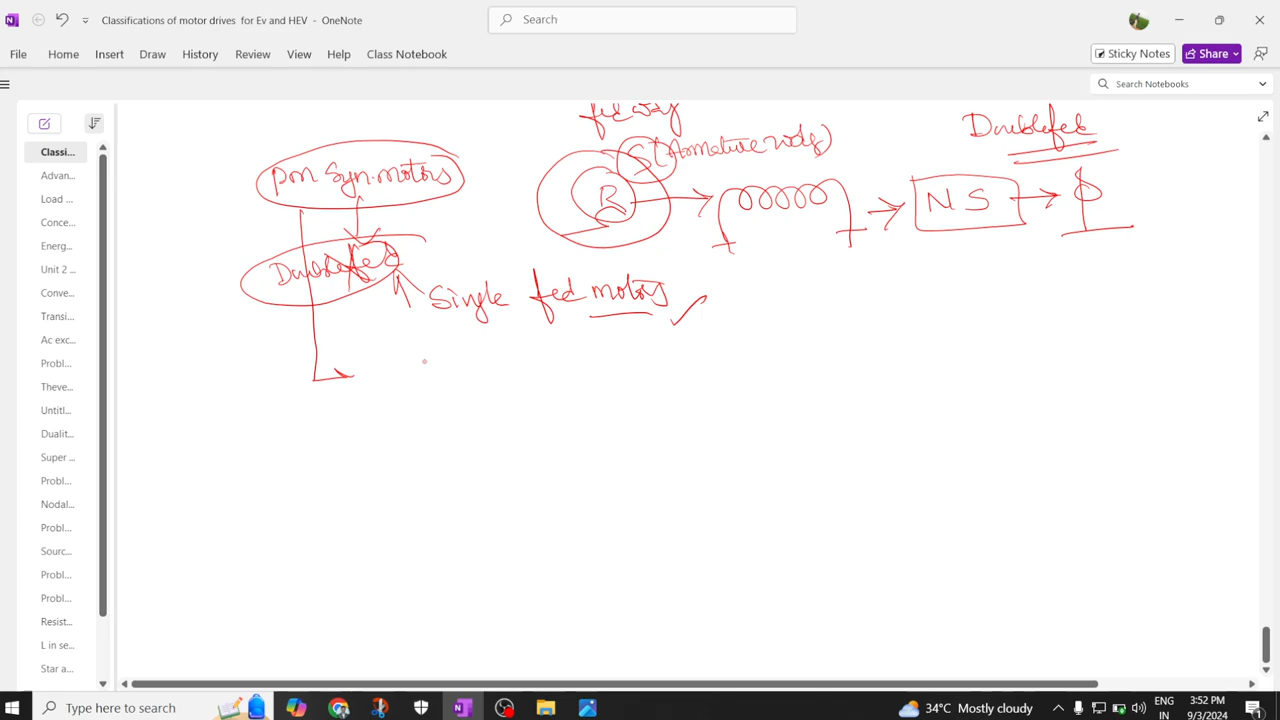 Classifications of motor drives for Ev and HEV - OneNote
Search
File Home Insert Draw History Review View Help Class Notebook
Sticky Notes
Share
Search Notebooks
Classi...
Advan...
Load ...
Conce...
Energ...
Unit 2 ...
Conve...
Transi...
Ac exc...
Probl...
Theve...
Untitl...
Dualit...
Super ...
Probl...
Nodal...
Probl...
Sourc...
Probl...
Probl...
Resist...
L in se...
Star a...
fed wdg
Doublefed
S(Armature wdg)
pm Syn. motors
R
N S
ϕ
Doublefed
Single fed motors
Type here to search
34°C Mostly cloudy
ENG
IN
3:52 PM
9/3/2024
1